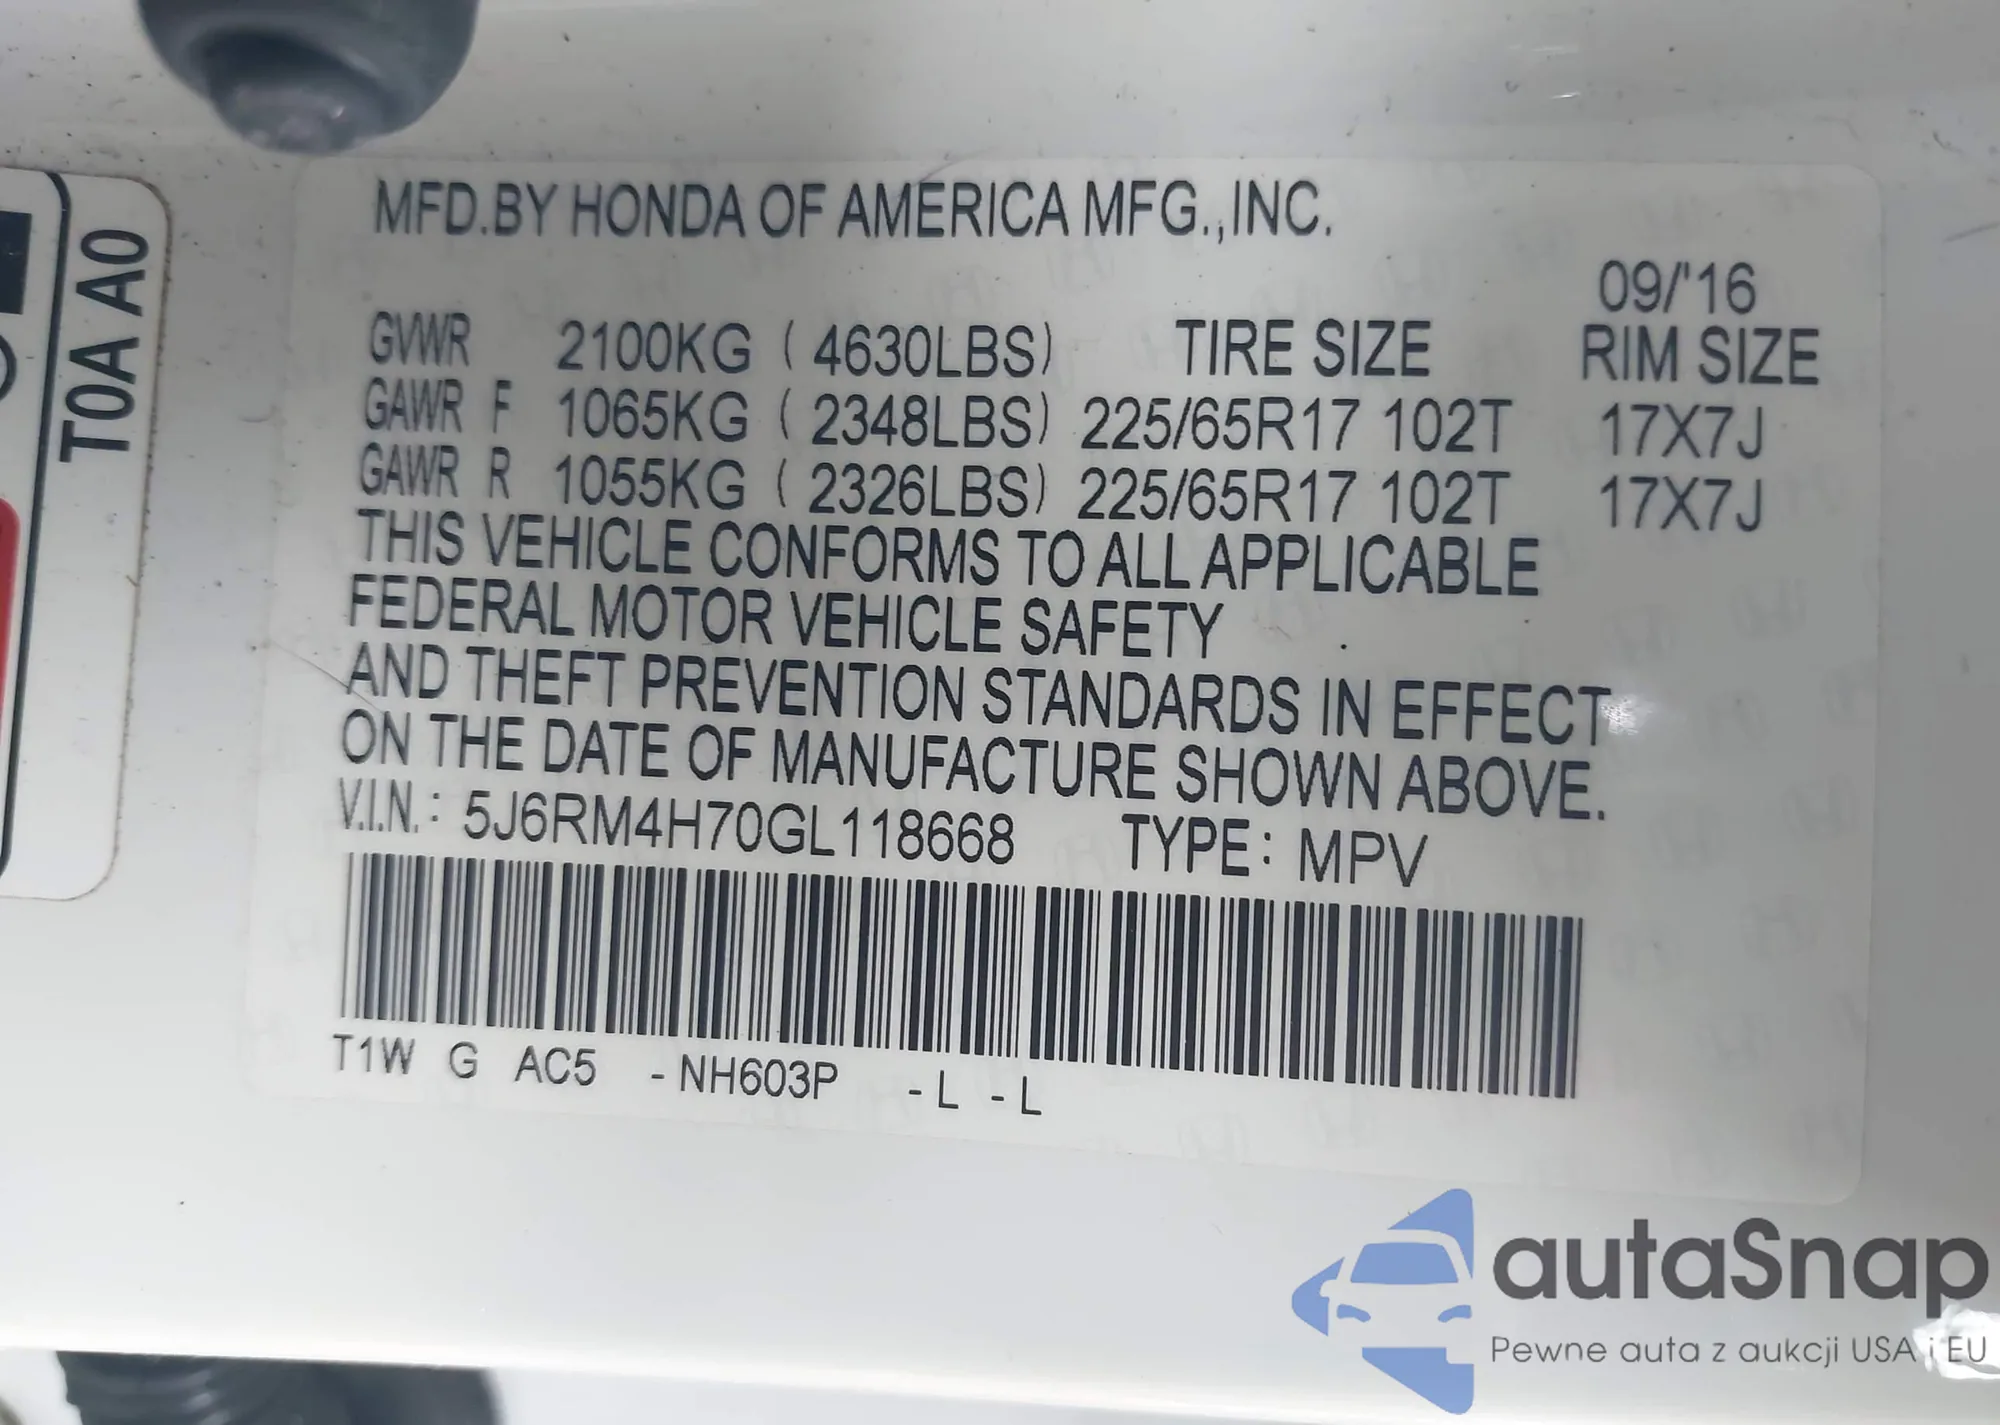 MFD.BY HONDA OF AMERICA MFG.,INC.
09/'16
GVWR 2100KG ( 4630LBS) TIRE SIZE RIM SIZE
GAWR F 1065KG ( 2348LBS) 225/65R17 102T 17X7J
GAWR R 1055KG ( 2326LBS) 225/65R17 102T 17X7J
THIS VEHICLE CONFORMS TO ALL APPLICABLE
FEDERAL MOTOR VEHICLE SAFETY
AND THEFT PREVENTION STANDARDS IN EFFECT
ON THE DATE OF MANUFACTURE SHOWN ABOVE.
V.I.N.: 5J6RM4H70GL118668 TYPE: MPV
T1W G AC5 -NH603P -L -L
T0A A0
autaSnap
Pewne auta z aukcji USA i EU